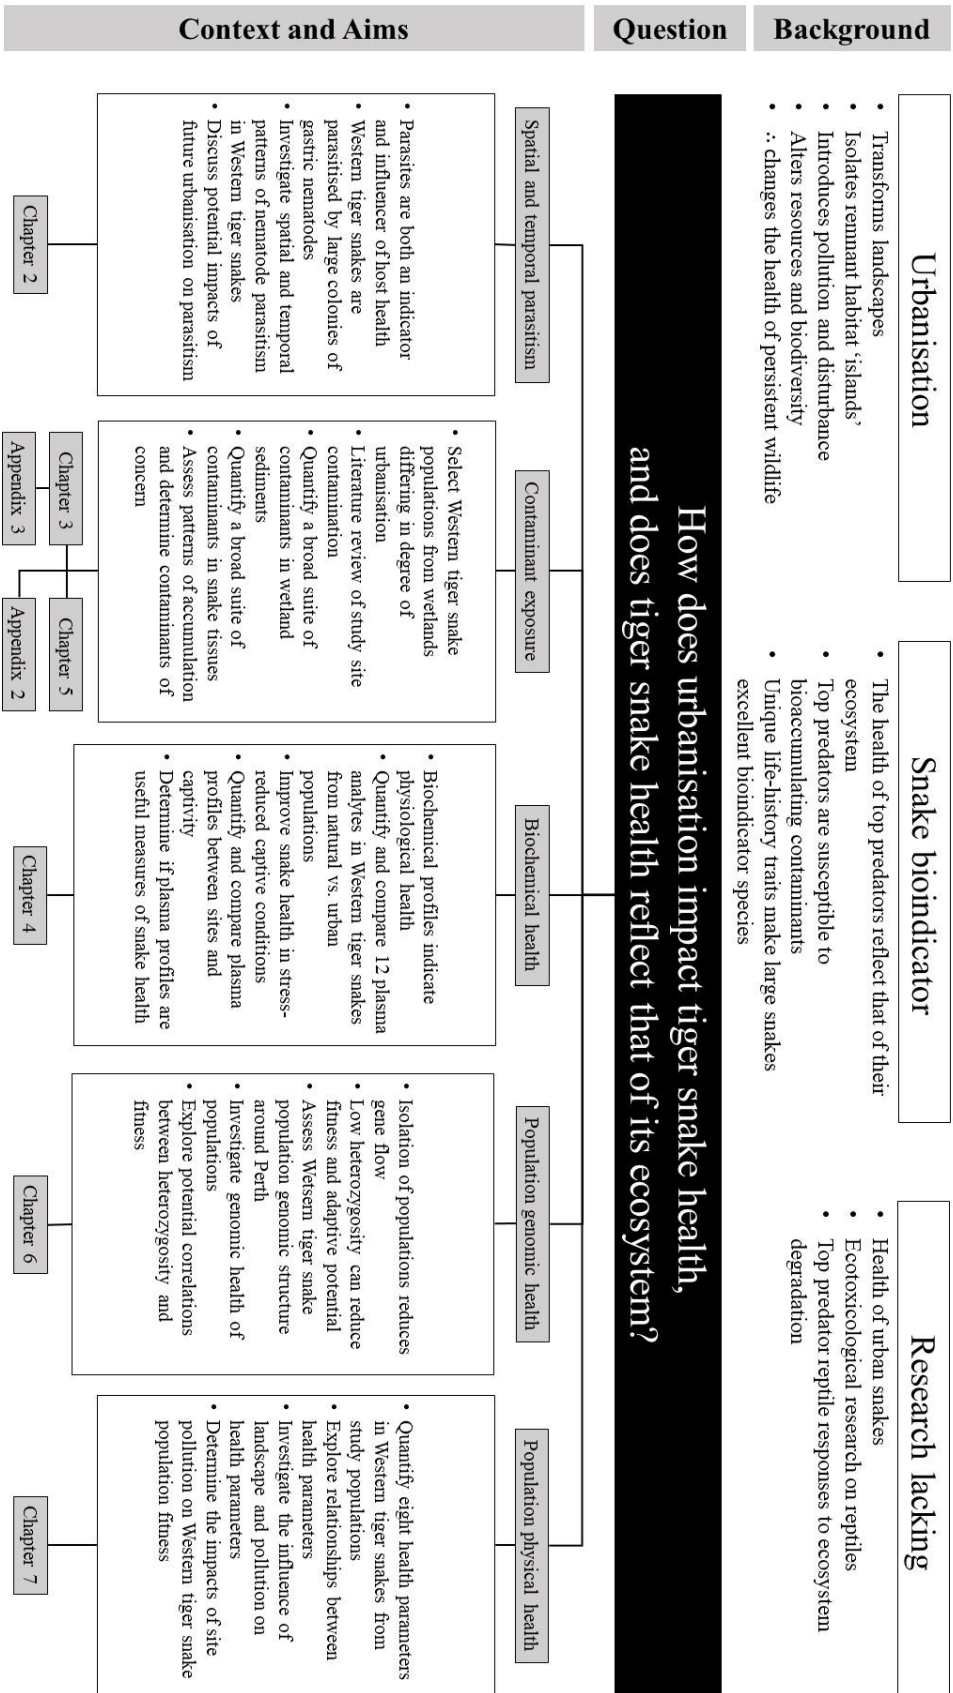 Background
Urbanisation
• Transforms landscapes
• Isolates remnant habitat ‘islands’
• Introduces pollution and disturbance
• Alters resources and biodiversity
• ∴ changes the health of persistent wildlife
Snake bioindicator
• The health of top predators reflect that of their
ecosystem
• Top predators are susceptible to
bioaccumulating contaminants
• Unique life-history traits make large snakes
excellent bioindicator species
Research lacking
• Health of urban snakes
• Ecotoxicological research on reptiles
• Top predator reptile responses to ecosystem
degradation
Question
How does urbanisation impact tiger snake health,
and does tiger snake health reflect that of its ecosystem?
Context and Aims
Spatial and temporal parasitism
• Parasites are both an indicator
and influencer of host health
• Western tiger snakes are
parasitised by large colonies of
gastric nematodes
• Investigate spatial and temporal
patterns of nematode parasitism
in Western tiger snakes
• Discuss potential impacts of
future urbanisation on parasitism
Chapter 2
Contaminant exposure
• Select Western tiger snake
populations from wetlands
differing in degree of
urbanisation
• Literature review of study site
contamination
• Quantify a broad suite of
contaminants in wetland
sediments
• Quantify a broad suite of
contaminants in snake tissues
• Assess patterns of accumulation
and determine contaminants of
concern
Chapter 3
Chapter 5
Appendix 3
Appendix 2
Biochemical health
• Biochemical profiles indicate
physiological health
• Quantify and compare 12 plasma
analytes in Western tiger snakes
from natural vs. urban
populations
• Improve snake health in stress-
reduced captive conditions
• Quantify and compare plasma
profiles between sites and
captivity
• Determine if plasma profiles are
useful measures of snake health
Chapter 4
Population genomic health
• Isolation of populations reduces
gene flow
• Low heterozygosity can reduce
fitness and adaptive potential
• Assess Wetsern tiger snake
population genomic structure
around Perth
• Investigate genomic health of
populations
• Explore potential correlations
between heterozygosity and
fitness
Chapter 6
Population physical health
• Quantify eight health parameters
in Western tiger snakes from
study populations
• Explore relationships between
health parameters
• Investigate the influence of
landscape and pollution on
health parameters
• Determine the impacts of site
pollution on Western tiger snake
population fitness
Chapter 7